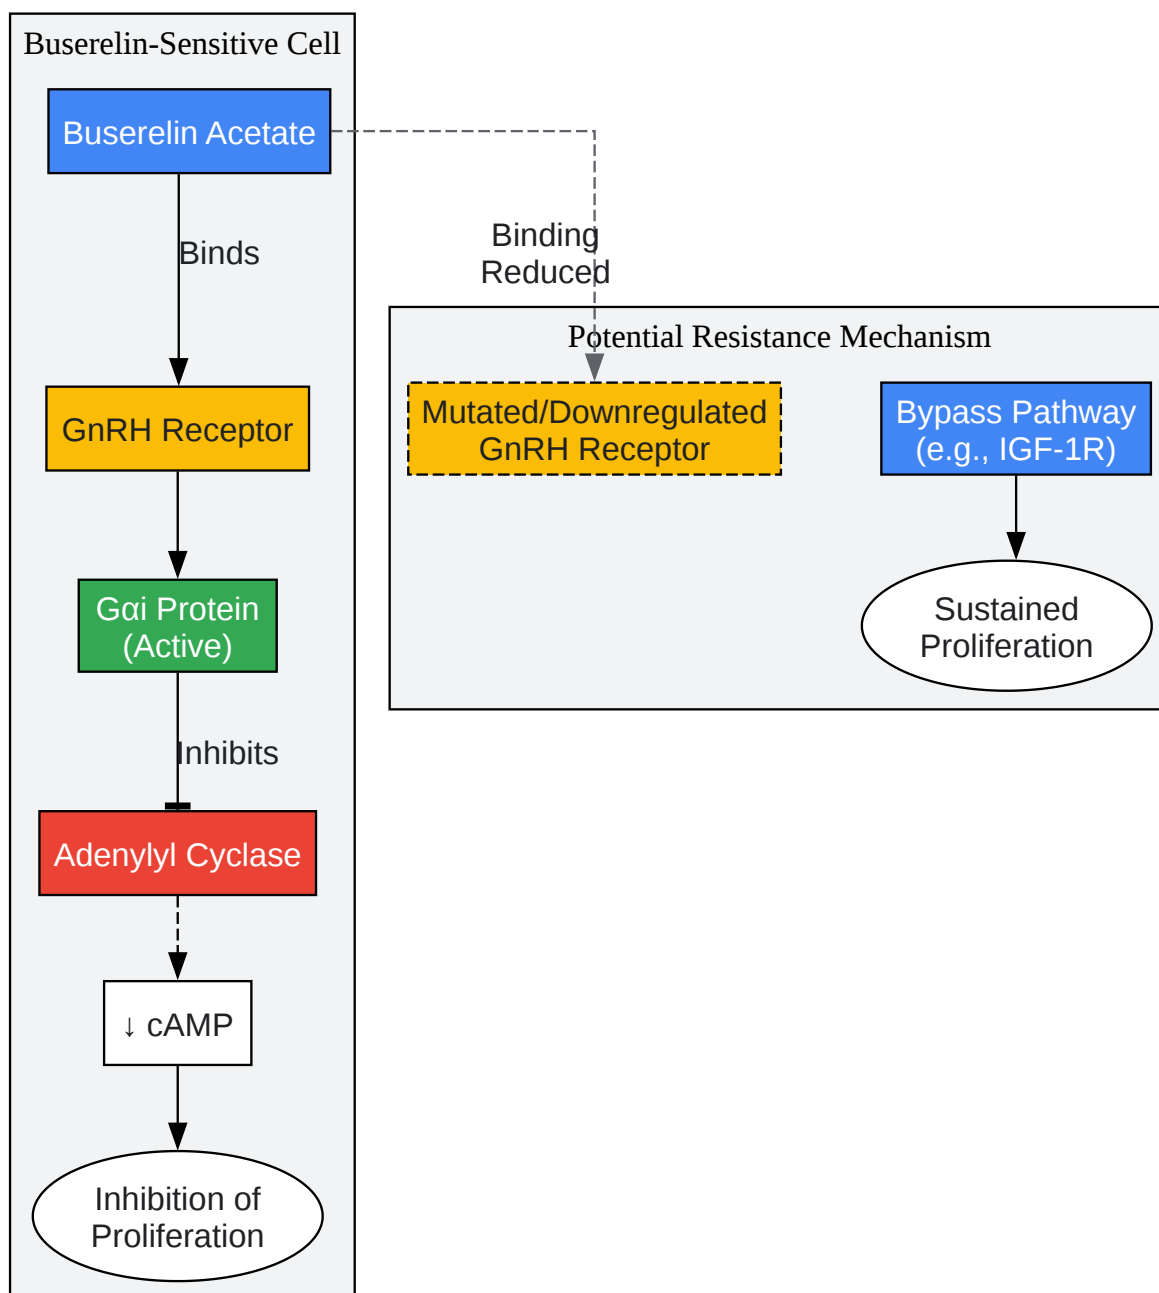 Buserelin-Sensitive Cell
Buserelin Acetate
Binds
GnRH Receptor
Gαi Protein
(Active)
Inhibits
Adenylyl Cyclase
↓ cAMP
Inhibition of
Proliferation
Binding
Reduced
Potential Resistance Mechanism
Mutated/Downregulated
GnRH Receptor
Bypass Pathway
(e.g., IGF-1R)
Sustained
Proliferation